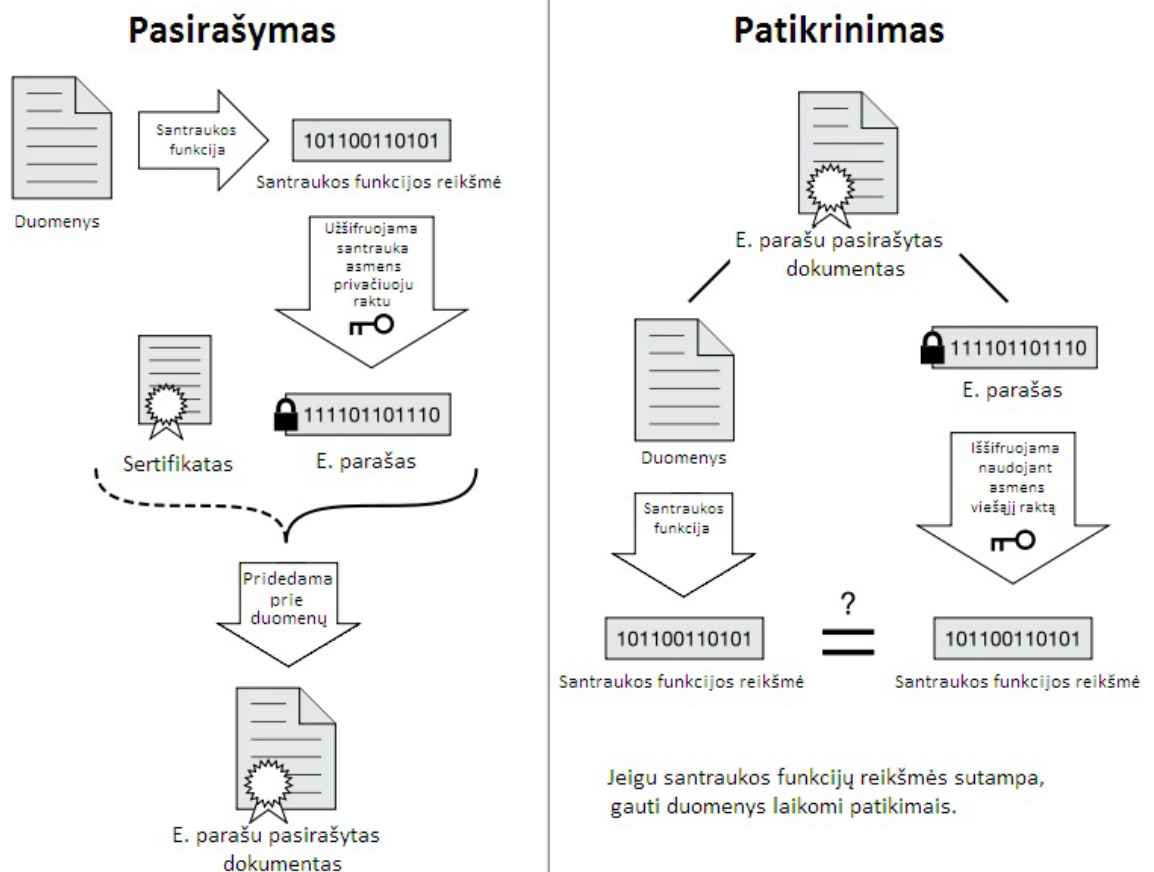 Pasirašymas
Duomenys
Santraukos
funkcija
101100110101
Santraukos funkcijos reikšmė
Užšifruojama
santrauka
asmens
privačiuoju
raktu
Sertifikatas
111101101110
E. parašas
Pridedama
prie
duomenų
E. parašu pasirašytas
dokumentas
Patikrinimas
E. parašu pasirašytas
dokumentas
Duomenys
111101101110
E. parašas
Santraukos
funkcija
Iššifruojama
naudojant
asmens
viešąjį raktą
101100110101
Santraukos funkcijos reikšmė
?
=
101100110101
Santraukos funkcijos reikšmė
Jeigu santraukos funkcijų reikšmės sutampa,
gauti duomenys laikomi patikimais.